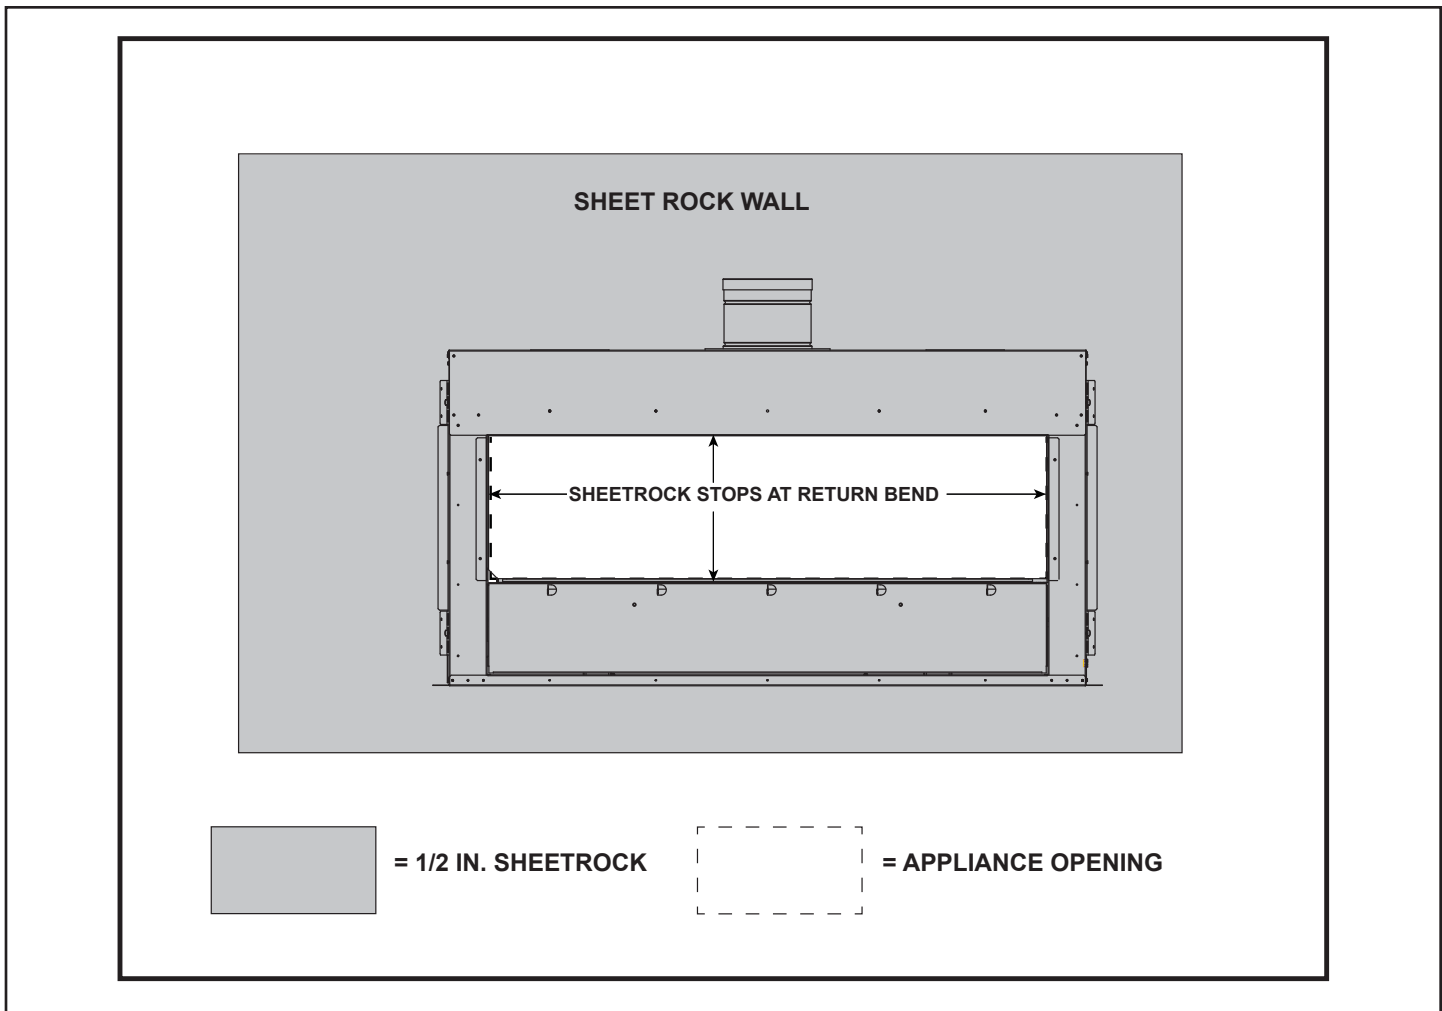 SHEET ROCK WALL
SHEETROCK STOPS AT RETURN BEND
= 1/2 IN. SHEETROCK
= APPLIANCE OPENING